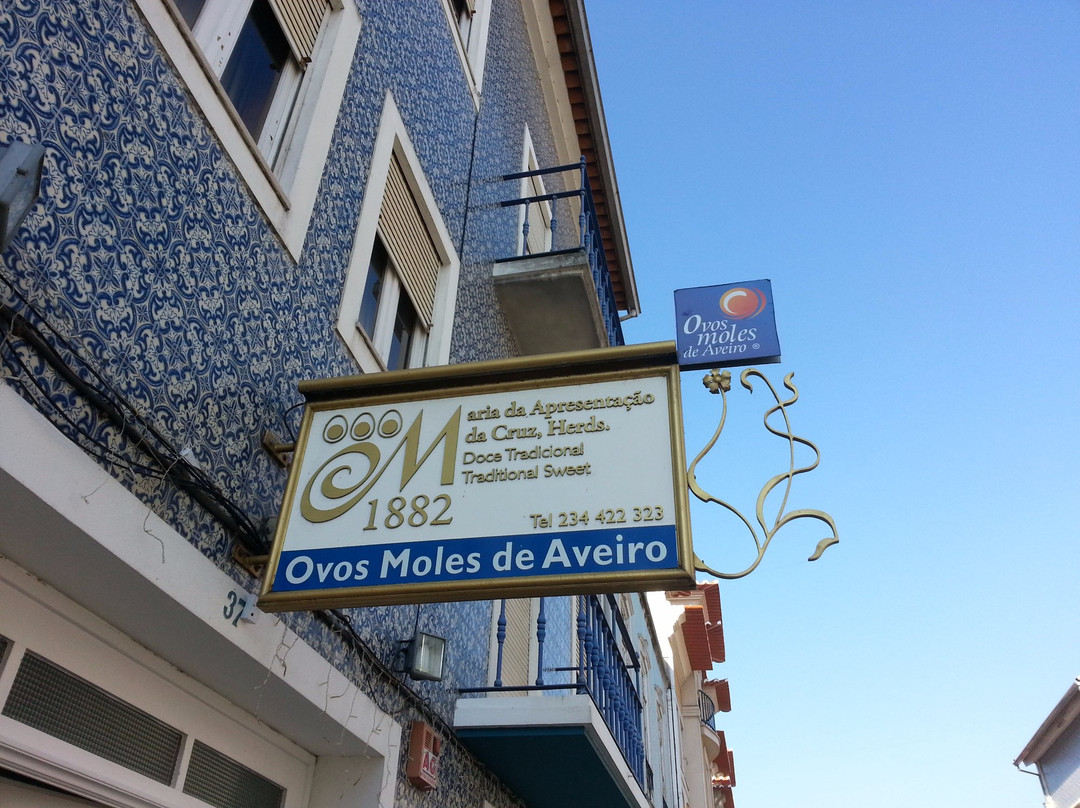 Ovos
moles
de Aveiro ®
Maria da Apresentação
da Cruz, Herds.
Doce Tradicional
Traditional Sweet
1882
Tel 234 422 323
Ovos Moles de Aveiro
37